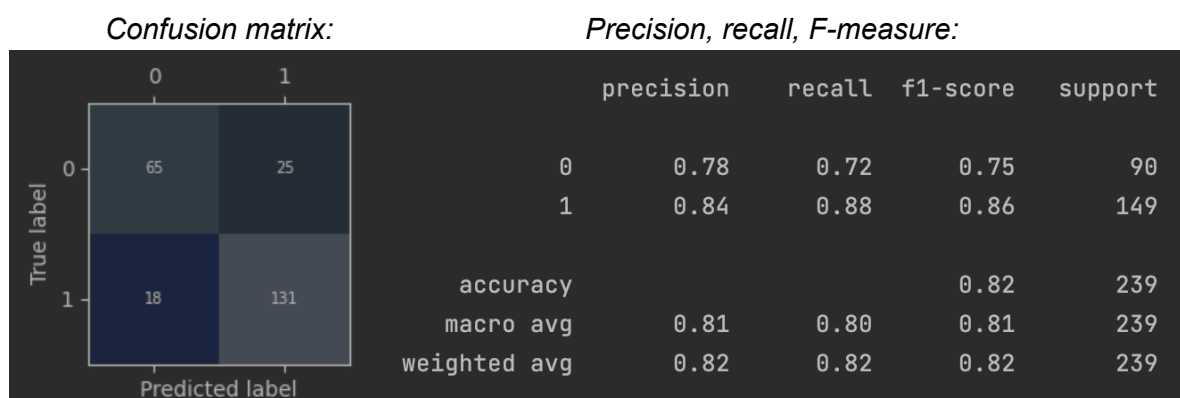 Confusion matrix:
Precision, recall, F-measure:
0 1
0 65 25
1 18 131
True label
Predicted label
precision recall f1-score support
0 0.78 0.72 0.75 90
1 0.84 0.88 0.86 149
accuracy 0.82 239
macro avg 0.81 0.80 0.81 239
weighted avg 0.82 0.82 0.82 239